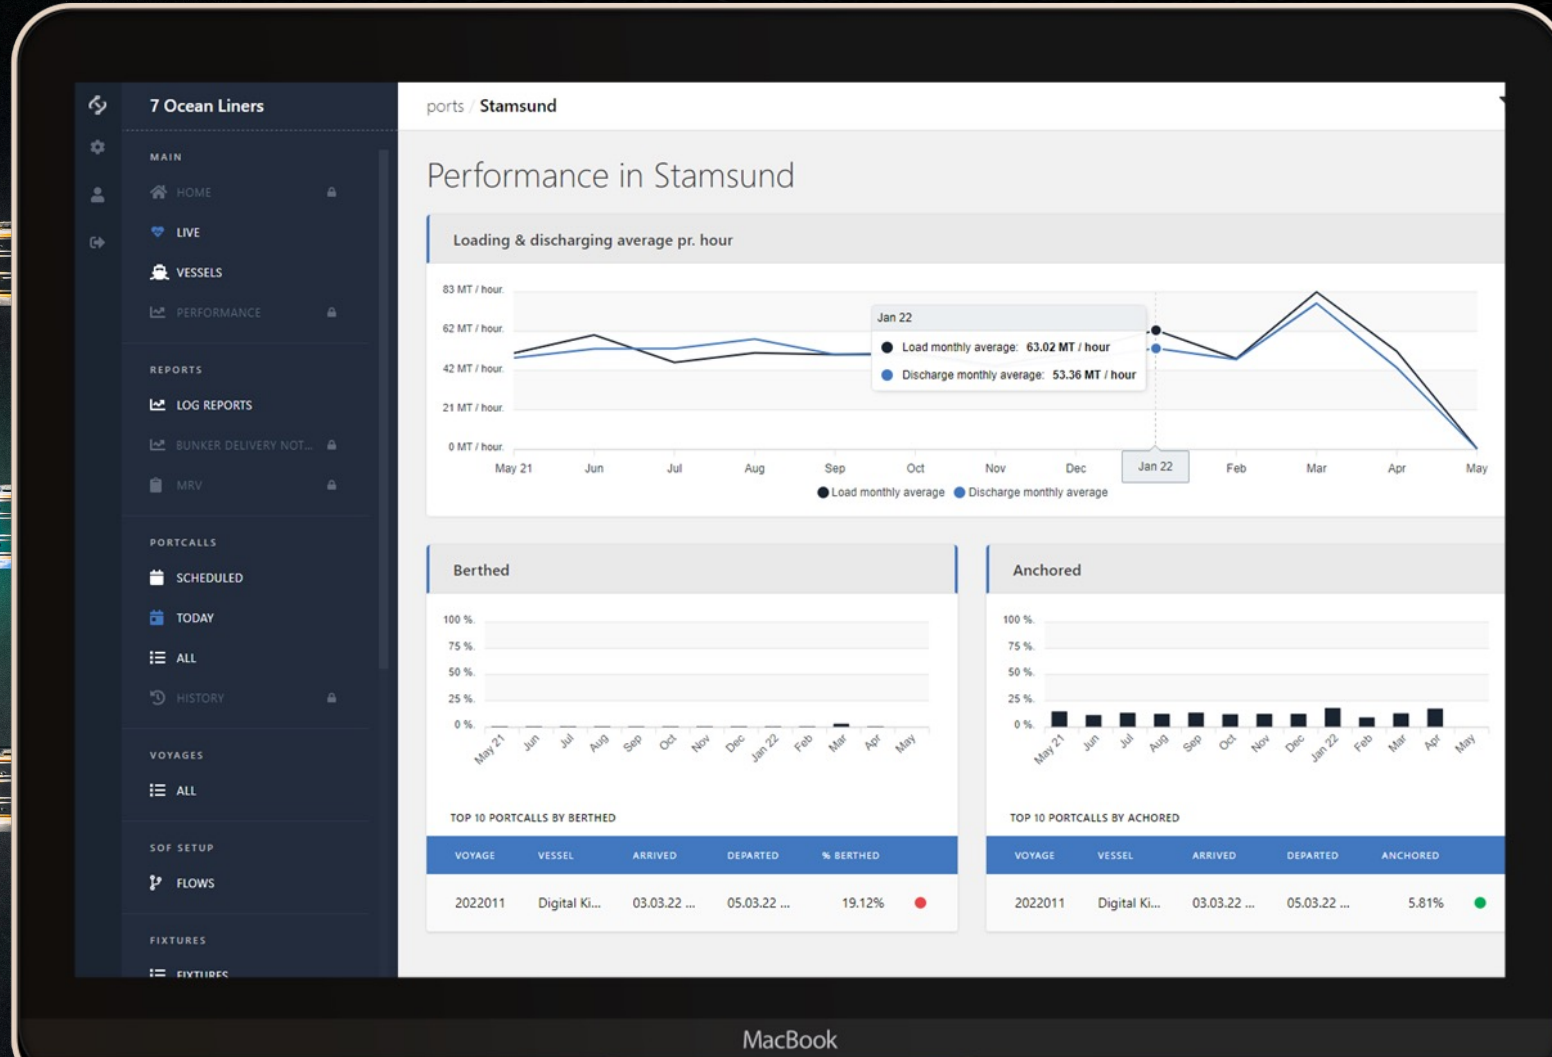 7 Ocean Liners
MAIN
HOME
LIVE
VESSELS
PERFORMANCE
REPORTS
LOG REPORTS
BUNKER DELIVERY NOT...
MRV
PORTCALLS
SCHEDULED
TODAY
ALL
HISTORY
VOYAGES
ALL
SOF SETUP
FLOWS
FIXTURES
FIXTURES
ports / Stamsund
Performance in Stamsund
Loading & discharging average pr. hour
83 MT / hour.
62 MT / hour.
42 MT / hour.
21 MT / hour.
0 MT / hour.
Jan 22
Load monthly average: 63.02 MT / hour
Discharge monthly average: 53.36 MT / hour
May 21 Jun Jul Aug Sep Oct Nov Dec Jan 22 Feb Mar Apr May
Load monthly average Discharge monthly average
Berthed
100 %.
75 %.
50 %.
25 %.
0 %.
May 21 Jun Jul Aug Sep Oct Nov Dec Jan 22 Feb Mar Apr May
TOP 10 PORTCALLS BY BERTHED
VOYAGE VESSEL ARRIVED DEPARTED % BERTHED
2022011 Digital Ki... 03.03.22 ... 05.03.22 ... 19.12%
Anchored
100 %.
75 %.
50 %.
25 %.
0 %.
May 21 Jun Jul Aug Sep Oct Nov Dec Jan 22 Feb Mar Apr May
TOP 10 PORTCALLS BY ACHORED
VOYAGE VESSEL ARRIVED DEPARTED ANCHORED
2022011 Digital Ki... 03.03.22 ... 05.03.22 ... 5.81%
MacBook